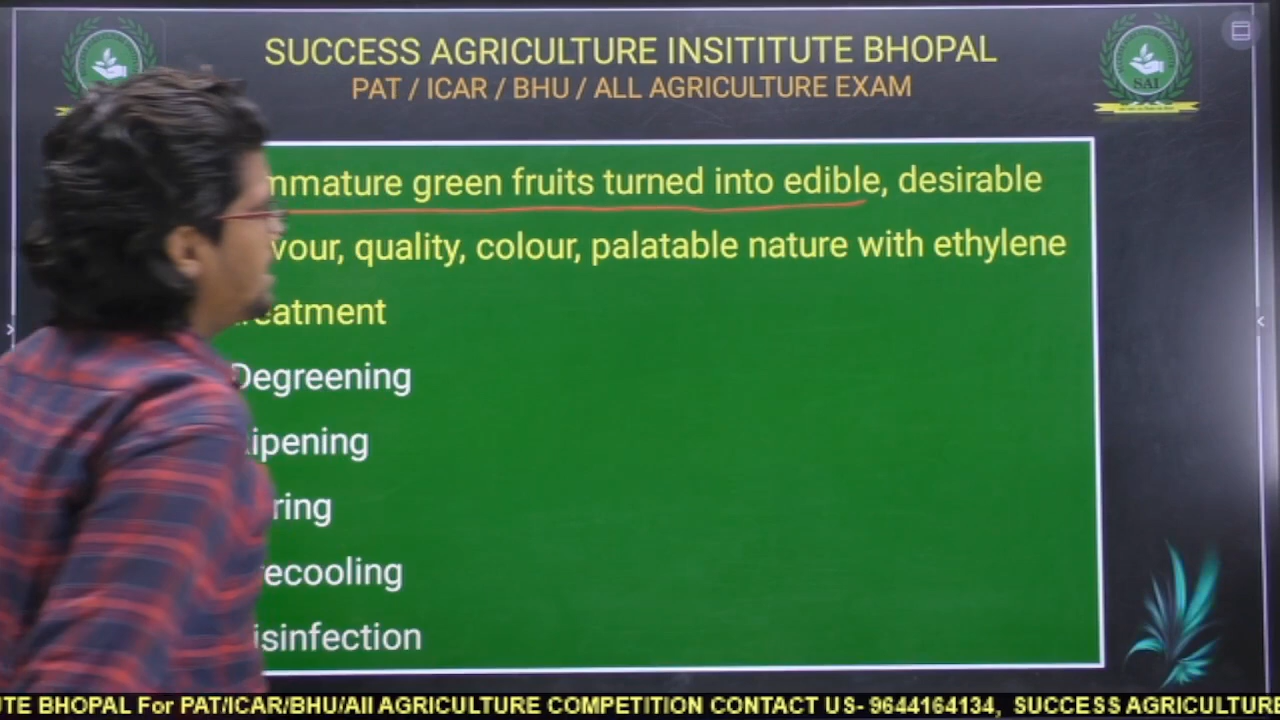 SUCCESS AGRICULTURE INSITITUTE BHOPAL
PAT / ICAR / BHU / ALL AGRICULTURE EXAM
SAI
mmature green fruits turned into edible, desirable
vour, quality, colour, palatable nature with ethylene
eatment
Degreening
ipening
ring
ecooling
isinfection
TE BHOPAL For PAT/ICAR/BHU/All AGRICULTURE COMPETITION CONTACT US- 9644164134, SUCCESS AGRICULTURE